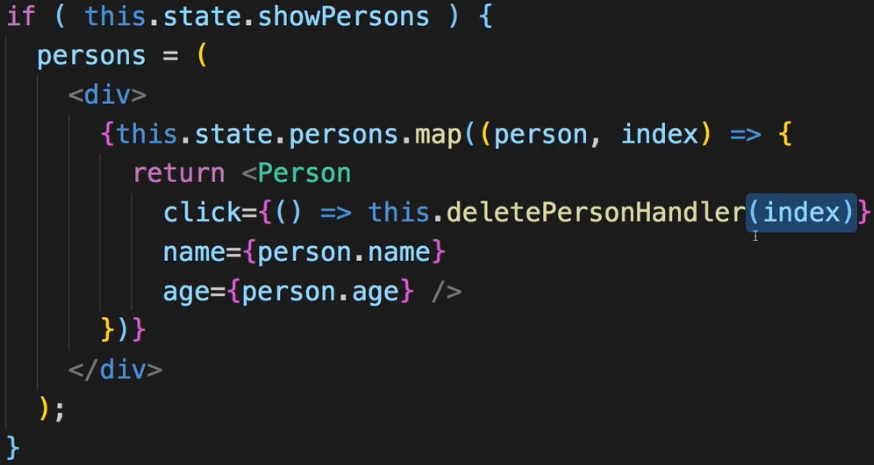 if ( this.state.showPersons ) {
persons = (
<div>
{this.state.persons.map((person, index) => {
return <Person
click={() => this.deletePersonHandler(index)}
name={person.name}
age={person.age} />
})}
</div>
);
}